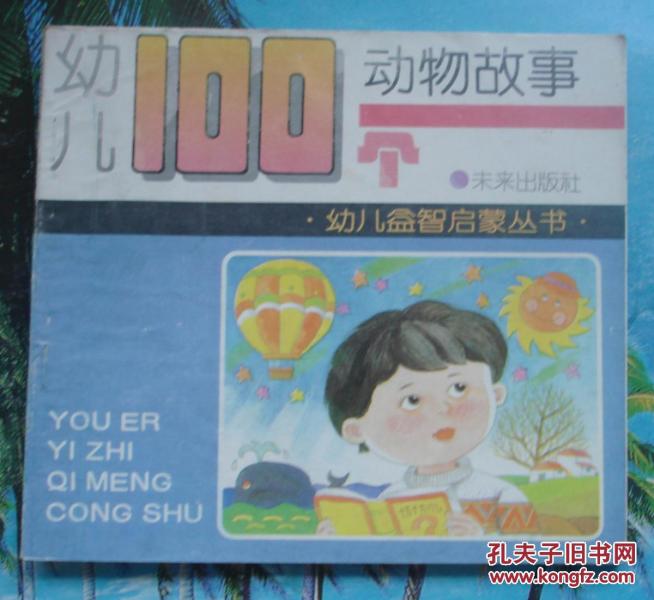 幼儿100个动物故事
未来出版社
·幼儿益智启蒙丛书·
YOU ER
YI ZHI
QI MENG
CONG SHU
?
孔夫子旧书网
www.kongfz.com